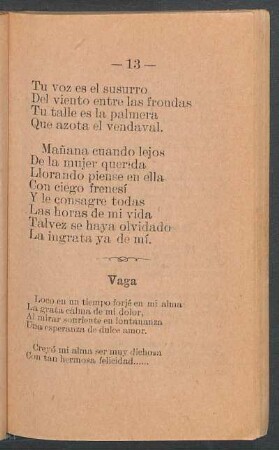 — 13 —
Tu voz es el susurro
Del viento entre las frondas
Tu talle es la palmera
Que azota el vendaval.
Mañana cuando lejos
De la mujer querida
Llorando piense en ella
Con ciego frenesí
Y le consagre todas
Las horas de mi vida
Talvez se haya olvidado
La ingrata ya de mí.
Vaga
Loco en un tiempo forjé en mi alma
La grata calma de mi dolor,
Al mirar sonriente en lontananza
Una esperanza de dulce amor.
Creyó mi alma ser muy dichosa
Con tan hermosa felicidad......